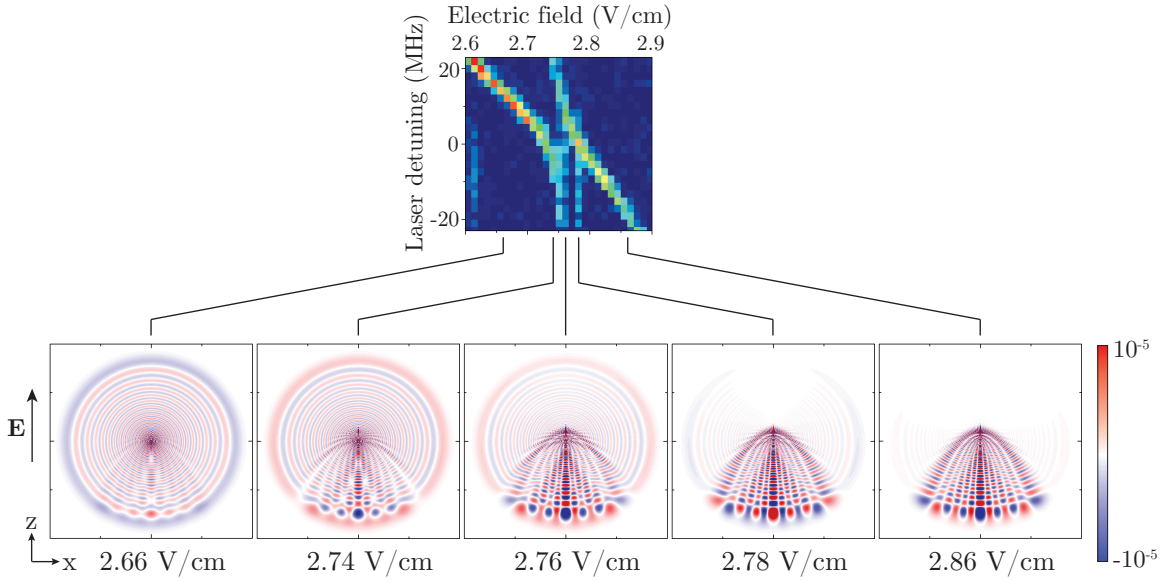 Electric field (V/cm)
2.6 2.7 2.8 2.9
Laser detuning (MHz)
20
0
-20
E
z
x
2.66 V/cm 2.74 V/cm 2.76 V/cm 2.78 V/cm 2.86 V/cm
10-5
-10-5